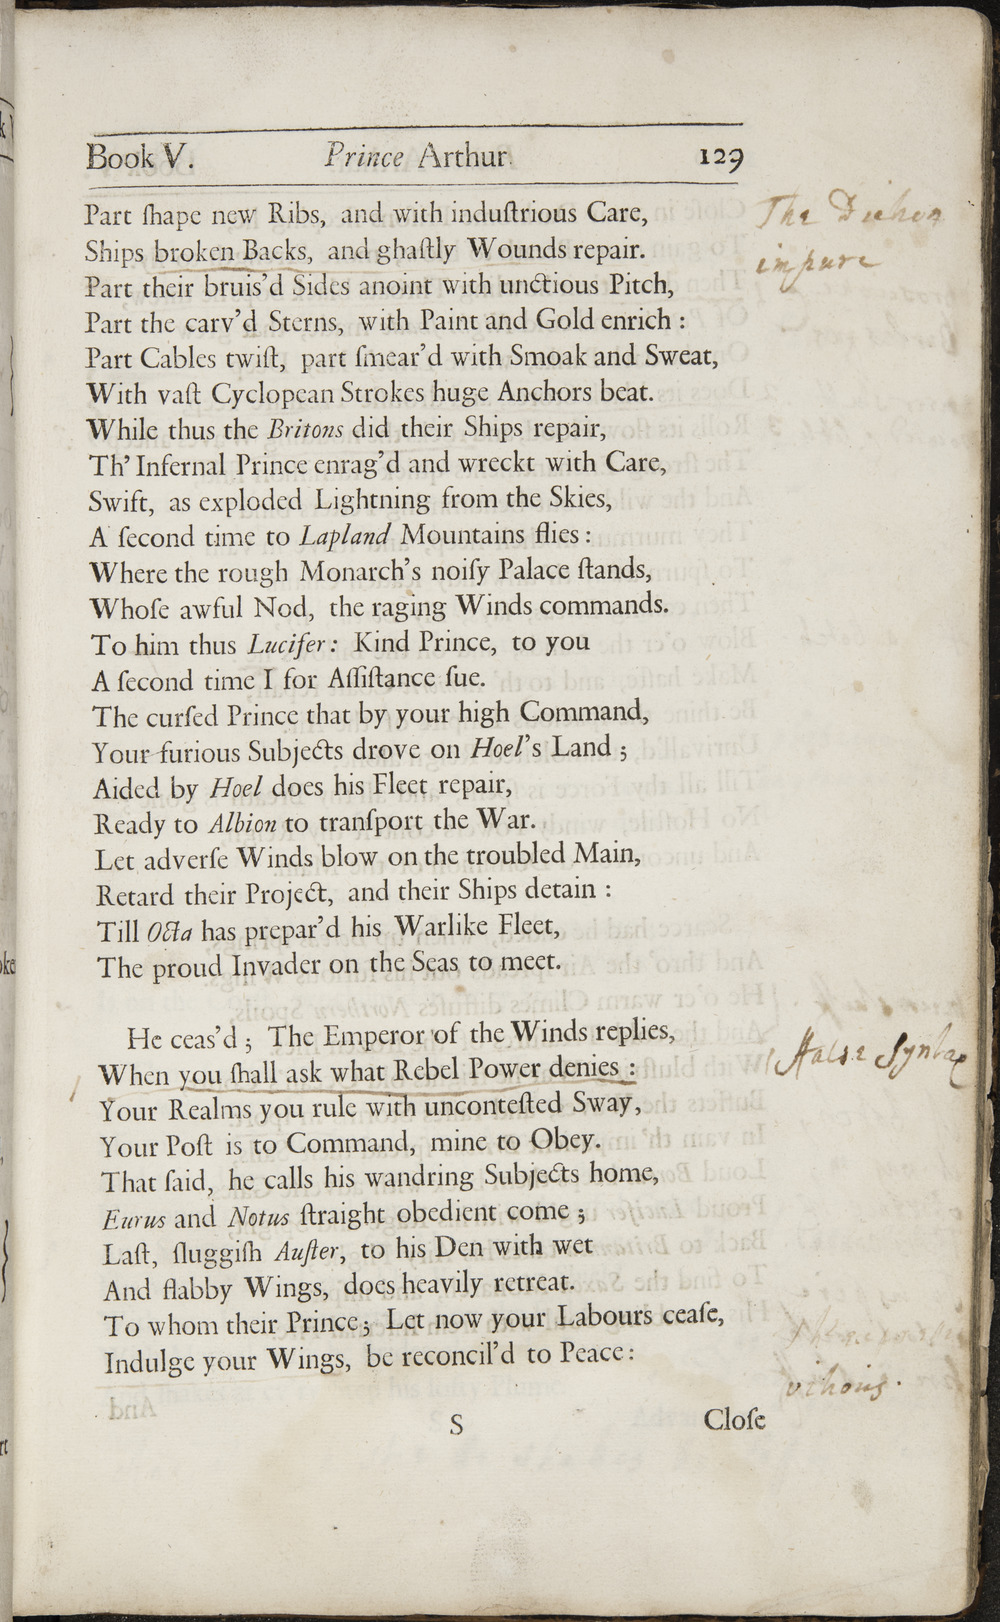 Book V. Prince Arthur. 129
Part ſhape new Ribs, and with induſtrious Care,
Ships broken Backs, and ghaſtly Wounds repair.
Part their bruis'd Sides anoint with unctious Pitch,
Part the carv'd Sterns, with Paint and Gold enrich :
Part Cables twiſt, part ſmear'd with Smoak and Sweat,
With vaſt Cyclopean Strokes huge Anchors beat.
While thus the Britons did their Ships repair,
Th' Infernal Prince enrag'd and wreckt with Care,
Swift, as exploded Lightning from the Skies,
A ſecond time to Lapland Mountains flies :
Where the rough Monarch's noiſy Palace ſtands,
Whoſe awful Nod, the raging Winds commands.
To him thus Lucifer : Kind Prince, to you
A ſecond time I for Aſſiſtance ſue.
The curſed Prince that by your high Command,
Your furious Subjects drove on Hoel's Land ;
Aided by Hoel does his Fleet repair,
Ready to Albion to tranſport the War.
Let adverſe Winds blow on the troubled Main,
Retard their Project, and their Ships detain :
Till Octa has prepar'd his Warlike Fleet,
The proud Invader on the Seas to meet.
He ceas'd ; The Emperor of the Winds replies,
When you ſhall ask what Rebel Power denies :
Your Realms you rule with unconteſted Sway,
Your Poſt is to Command, mine to Obey.
That ſaid, he calls his wandring Subjects home,
Eurus and Notus ſtraight obedient come ;
Laſt, ſluggiſh Auſter, to his Den with wet
And flabby Wings, does heavily retreat.
To whom their Prince ; Let now your Labours ceaſe,
Indulge your Wings, be reconcil'd to Peace :
S Cloſe
The Diction
impure
False Syntax
vitious.